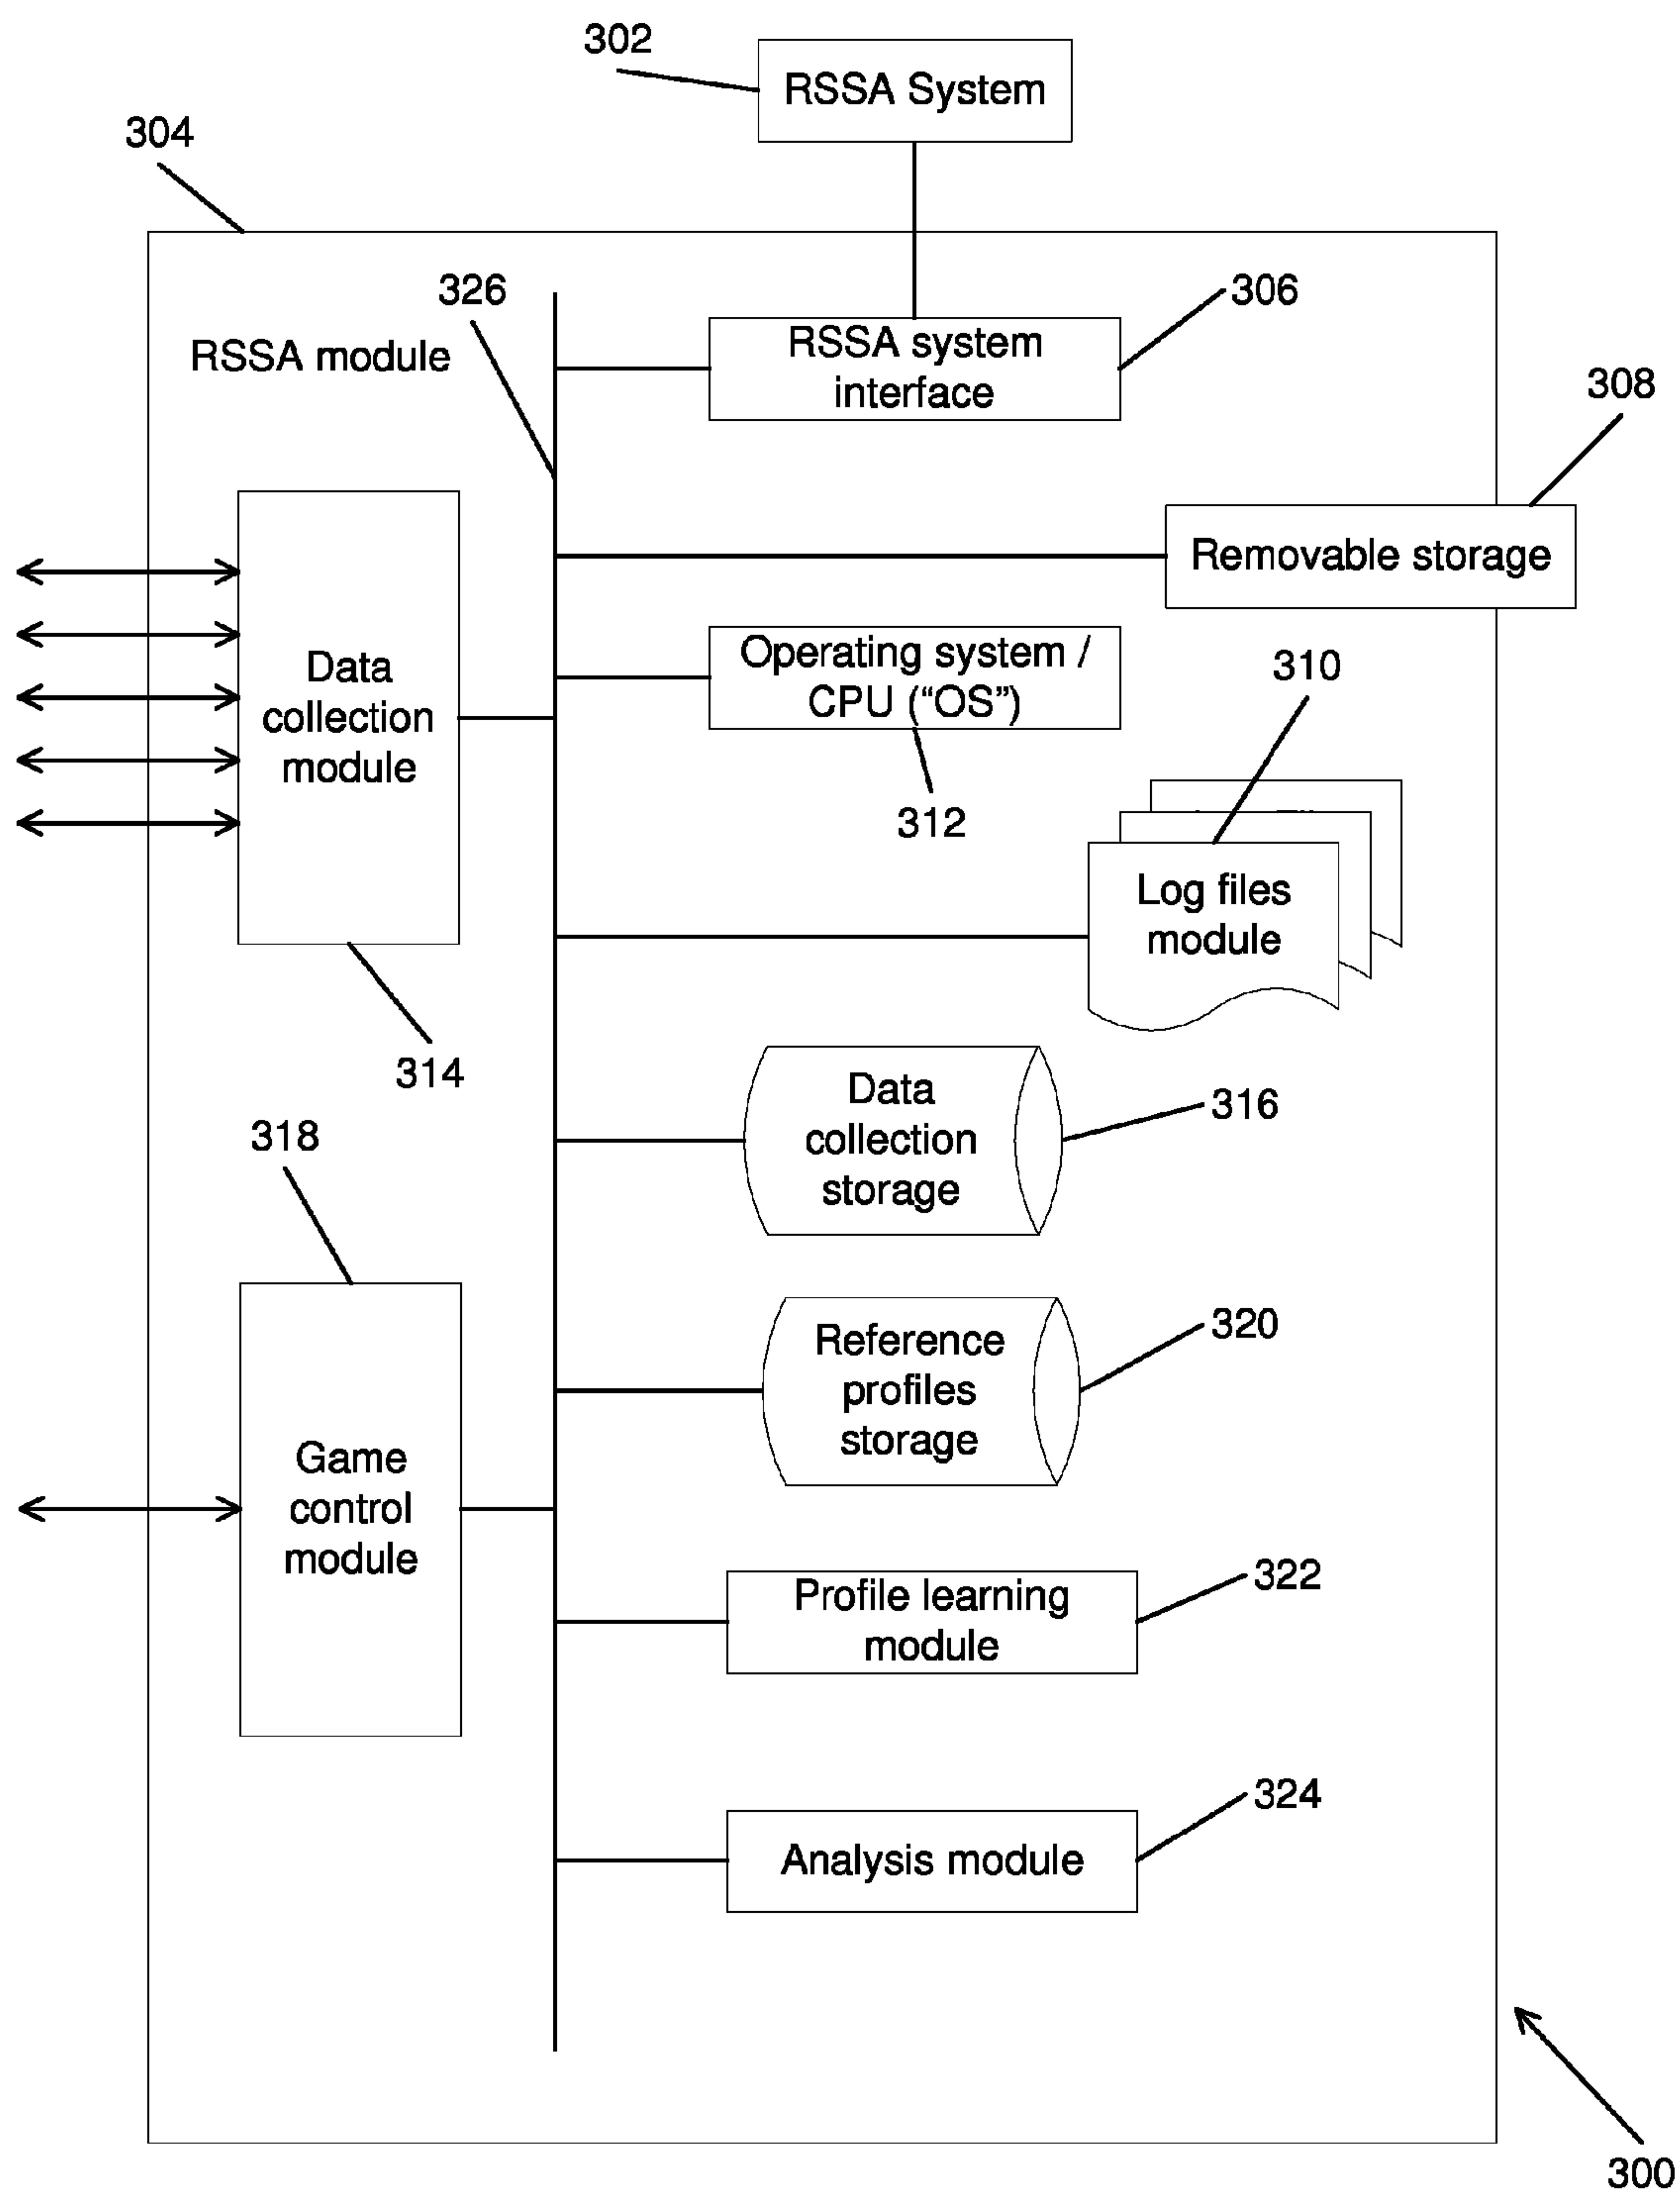 302
RSSA System
304
326
306
RSSA module
RSSA system
interface
308
Removable storage
Operating system /
CPU (“OS”)
312
310
Data
collection
module
314
Log files
module
Data
collection
storage
316
318
Reference
profiles
storage
320
Game
control
module
Profile learning
module
322
Analysis module
324
300